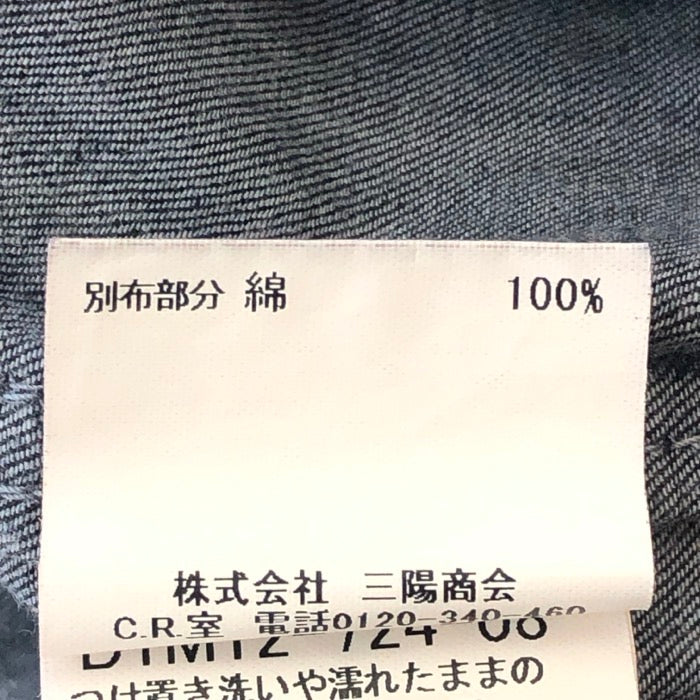 別布部分 綿 100%
株式会社 三陽商会
C.R.室 電話0120-340-460
つけ置き洗いや濡れたままの